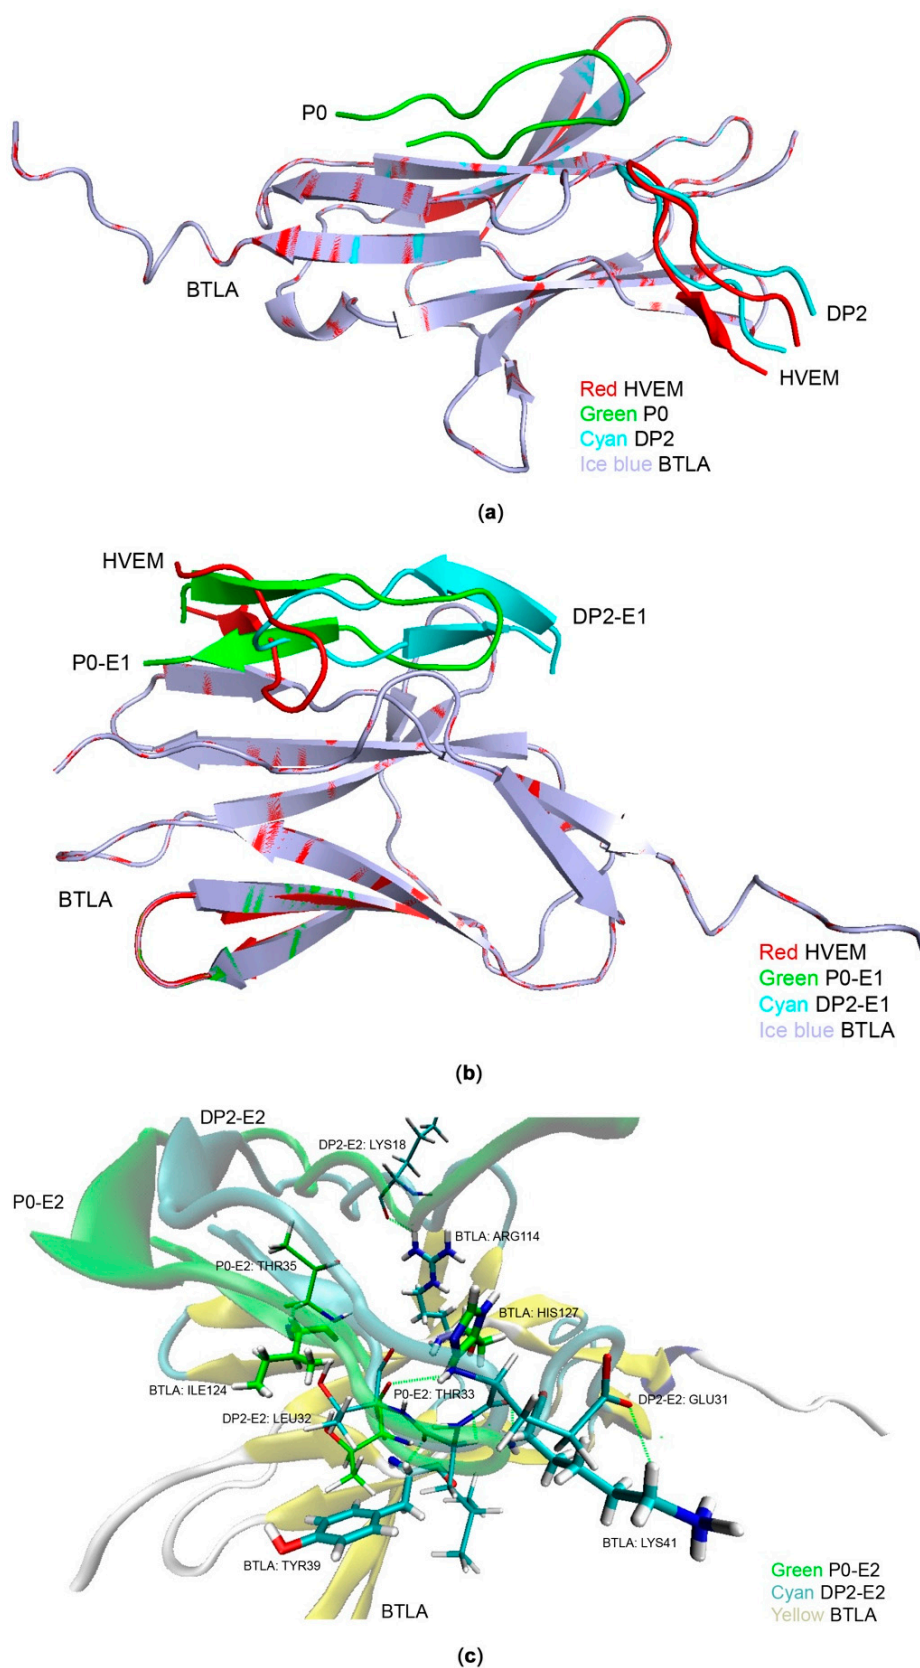 P0
BTLA
DP2
HVEM
Red HVEM
Green P0
Cyan DP2
Ice blue BTLA
(a)
HVEM
DP2-E1
P0-E1
BTLA
Red HVEM
Green P0-E1
Cyan DP2-E1
Ice blue BTLA
(b)
DP2-E2
DP2-E2: LYS18
P0-E2
BTLA: ARG114
P0-E2: THR35
BTLA: HIS127
BTLA: ILE124
P0-E2: THR33
DP2-E2: GLU31
DP2-E2: LEU32
BTLA: LYS41
BTLA: TYR39
Green P0-E2
Cyan DP2-E2
BTLA
Yellow BTLA
(c)